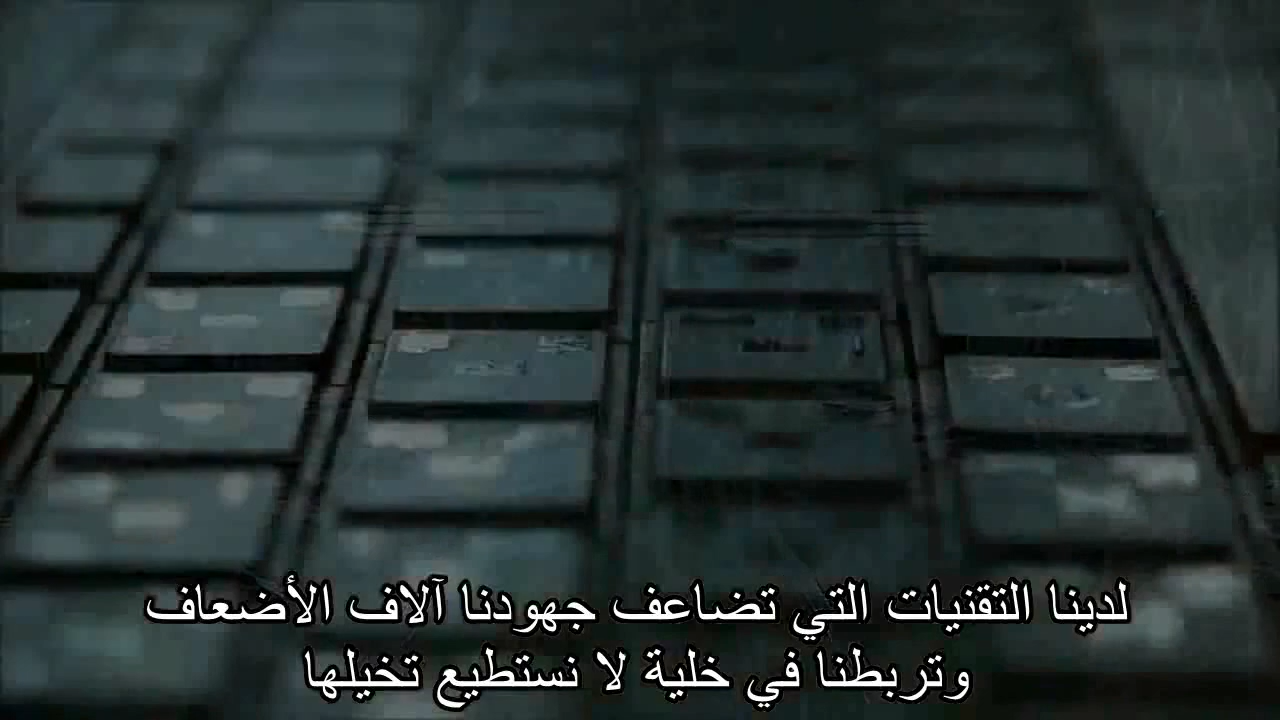 لدينا التقنيات التي تضاعف جهودنا آلاف الأضعاف
وتربطنا في خلية لا نستطيع تخيلها